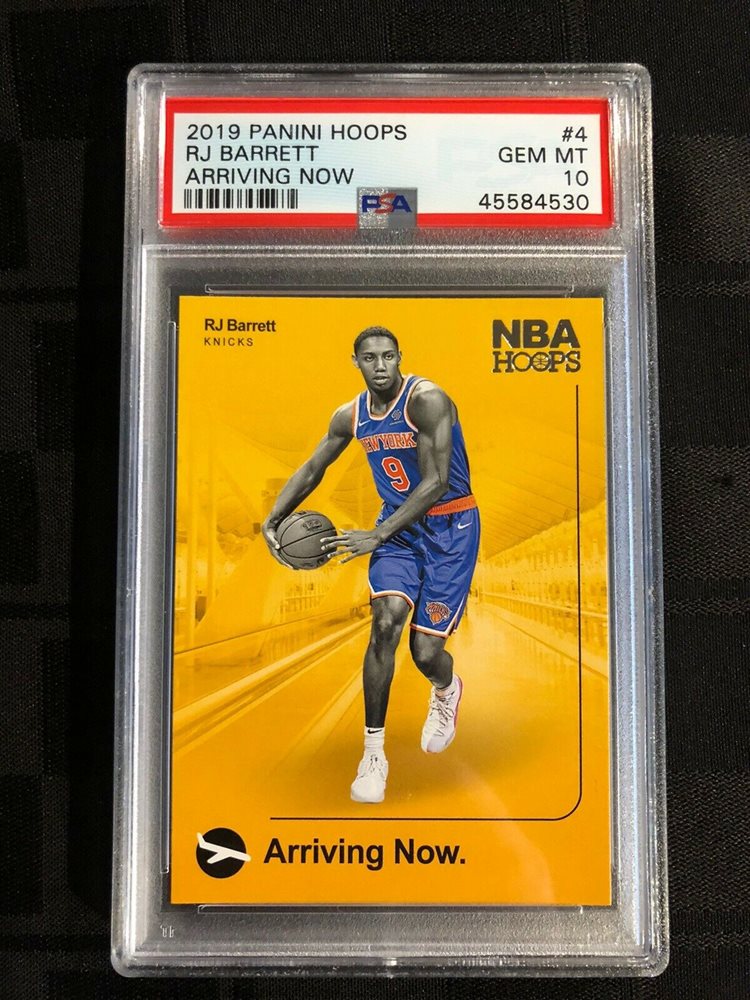 2019 PANINI HOOPS #4
RJ BARRETT GEM MT
ARRIVING NOW 10
PSA 45584530
RJ Barrett
KNICKS
NBA
HOOPS
NEW YORK
9
Arriving Now.